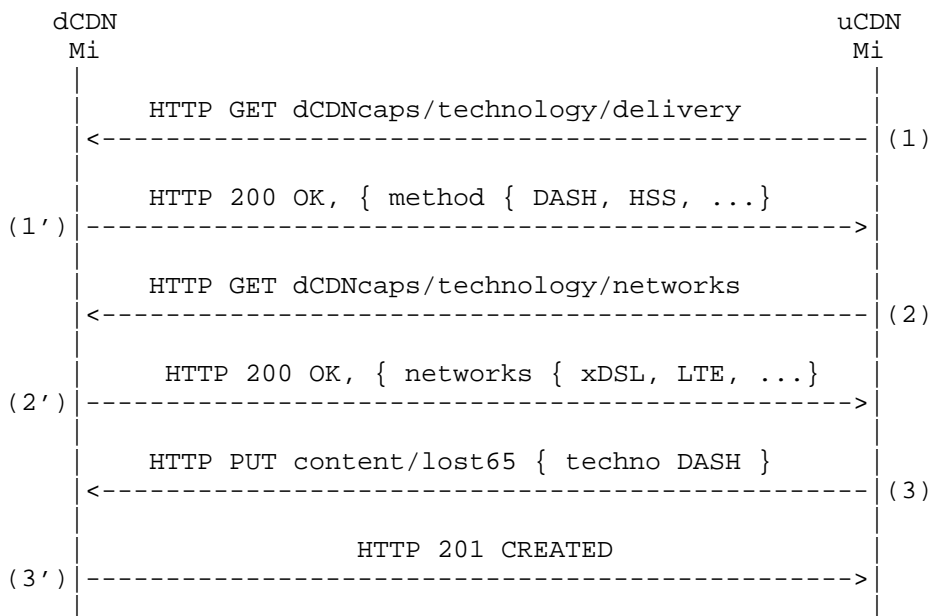 dCDN uCDN
Mi Mi
HTTP GET dCDNcaps/technology/delivery
(1)
HTTP 200 OK, { method { DASH, HSS, ...}
(1')
HTTP GET dCDNcaps/technology/networks
(2)
HTTP 200 OK, { networks { xDSL, LTE, ...}
(2')
HTTP PUT content/lost65 { techno DASH }
(3)
HTTP 201 CREATED
(3')